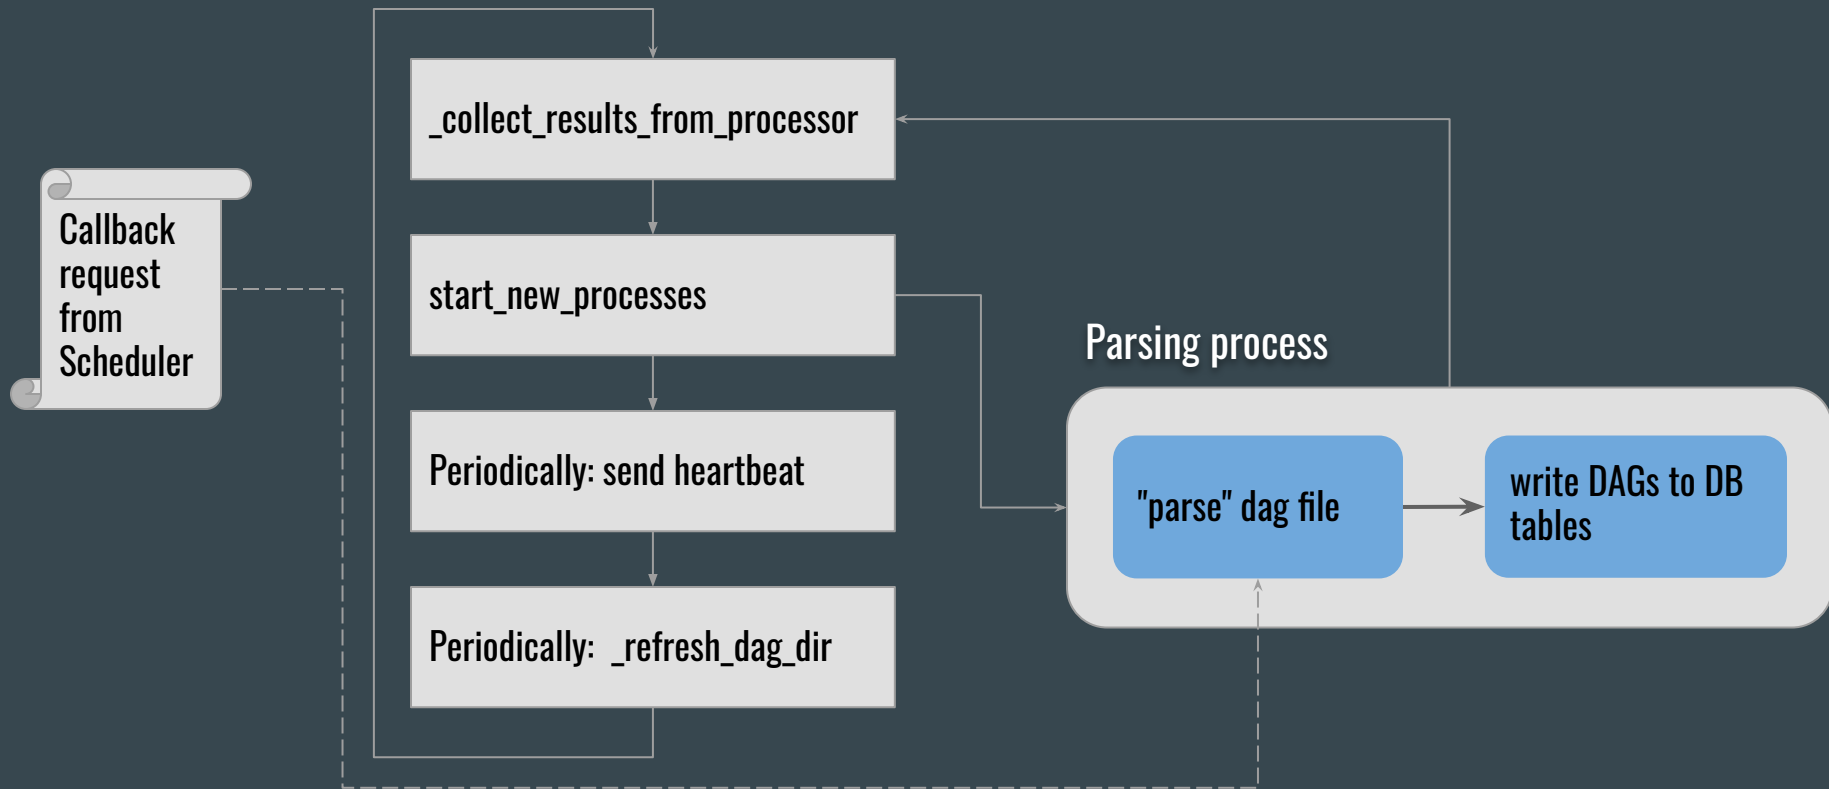 _collect_results_from_processor
Callback
request
from
Scheduler
start_new_processes
Parsing process
Periodically: send heartbeat
"parse" dag file
write DAGs to DB
tables
Periodically:  _refresh_dag_dir